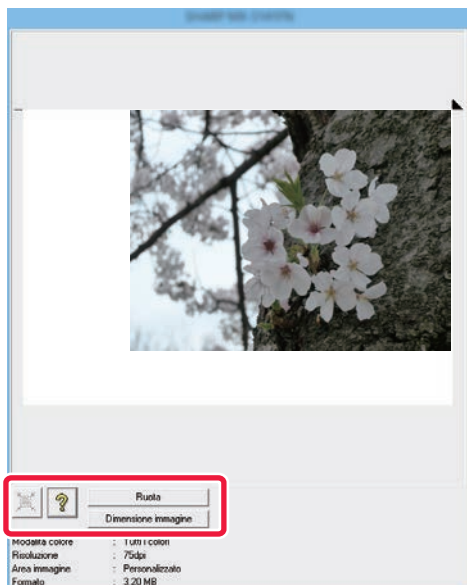 Ruota
Dimensione immagine
Modalità colore : Tutti i colori
Risoluzione : 75dpi
Area immagine : Personalizzato
Formato : 3.20 MB